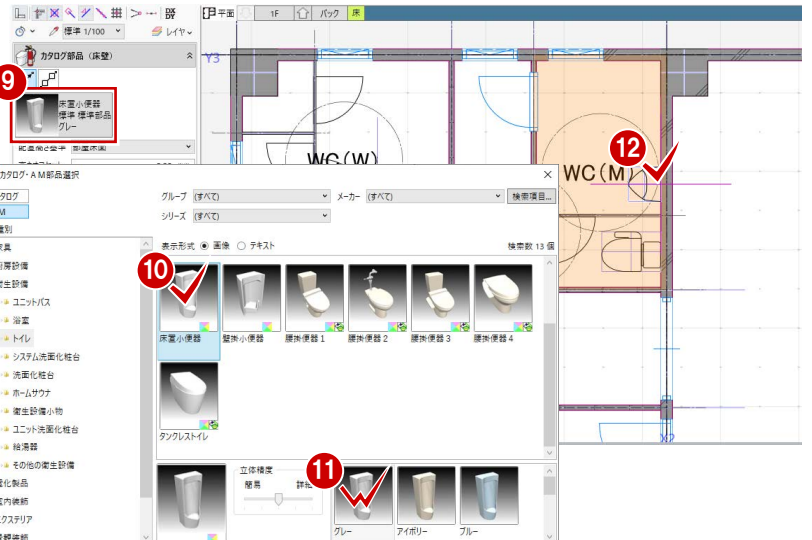 平面
1F
バック
床
標準 1/100
レイヤ
カタログ部品（床壁）
9
床置小便器
標準 標準部品
グレー
Y3
WC(W)
WC(M)
12
カタログ・AM部品選択
グループ (すべて)
メーカー (すべて)
検索項目...
シリーズ (すべて)
表示形式 画像 テキスト
検索数 13 個
ユニットバス
浴室
トイレ
システム洗面化粧台
洗面化粧台
ホームサウナ
衛生設備小物
ユニット洗面化粧台
給湯器
その他の衛生設備
10
床置小便器
壁掛小便器
腰掛便器1
腰掛便器2
腰掛便器3
腰掛便器4
タンクレストイレ
立体精度
簡易
11
グレー
アイボリー
ブルー
X2